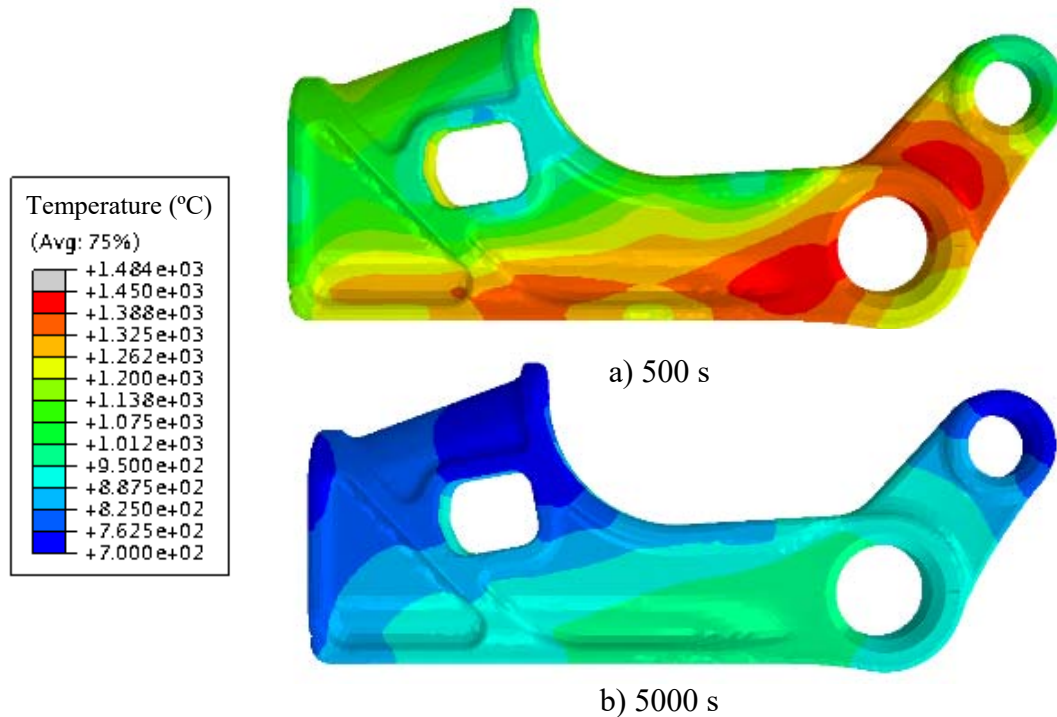 Temperature (ºC)
(Avg: 75%)
+1.484e+03
+1.450e+03
+1.388e+03
+1.325e+03
+1.262e+03
+1.200e+03
+1.138e+03
+1.075e+03
+1.012e+03
+9.500e+02
+8.875e+02
+8.250e+02
+7.625e+02
+7.000e+02
a) 500 s
b) 5000 s